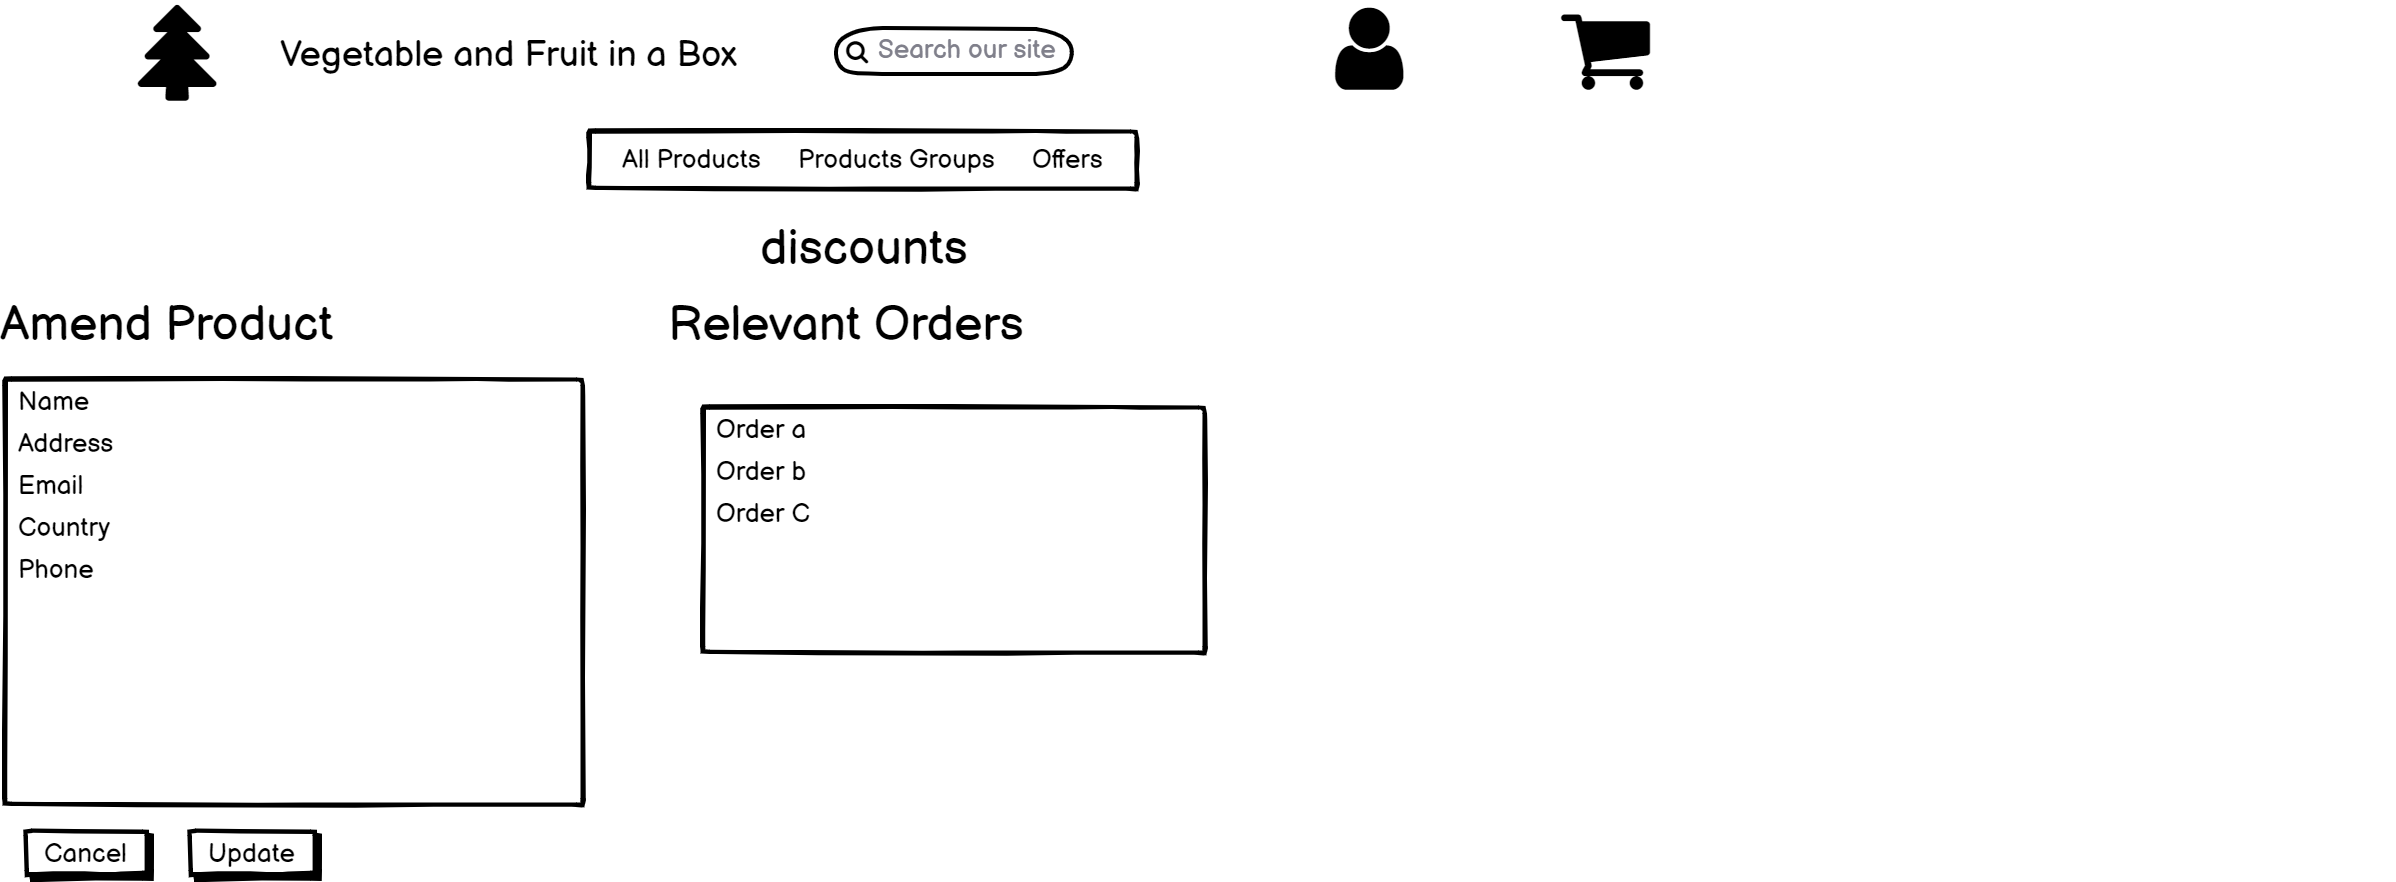 Vegetable and Fruit in a Box
Search our site
All Products Products Groups Offers
discounts
Amend Product
Name
Address
Email
Country
Phone
Cancel Update
Relevant Orders
Order a
Order b
Order C